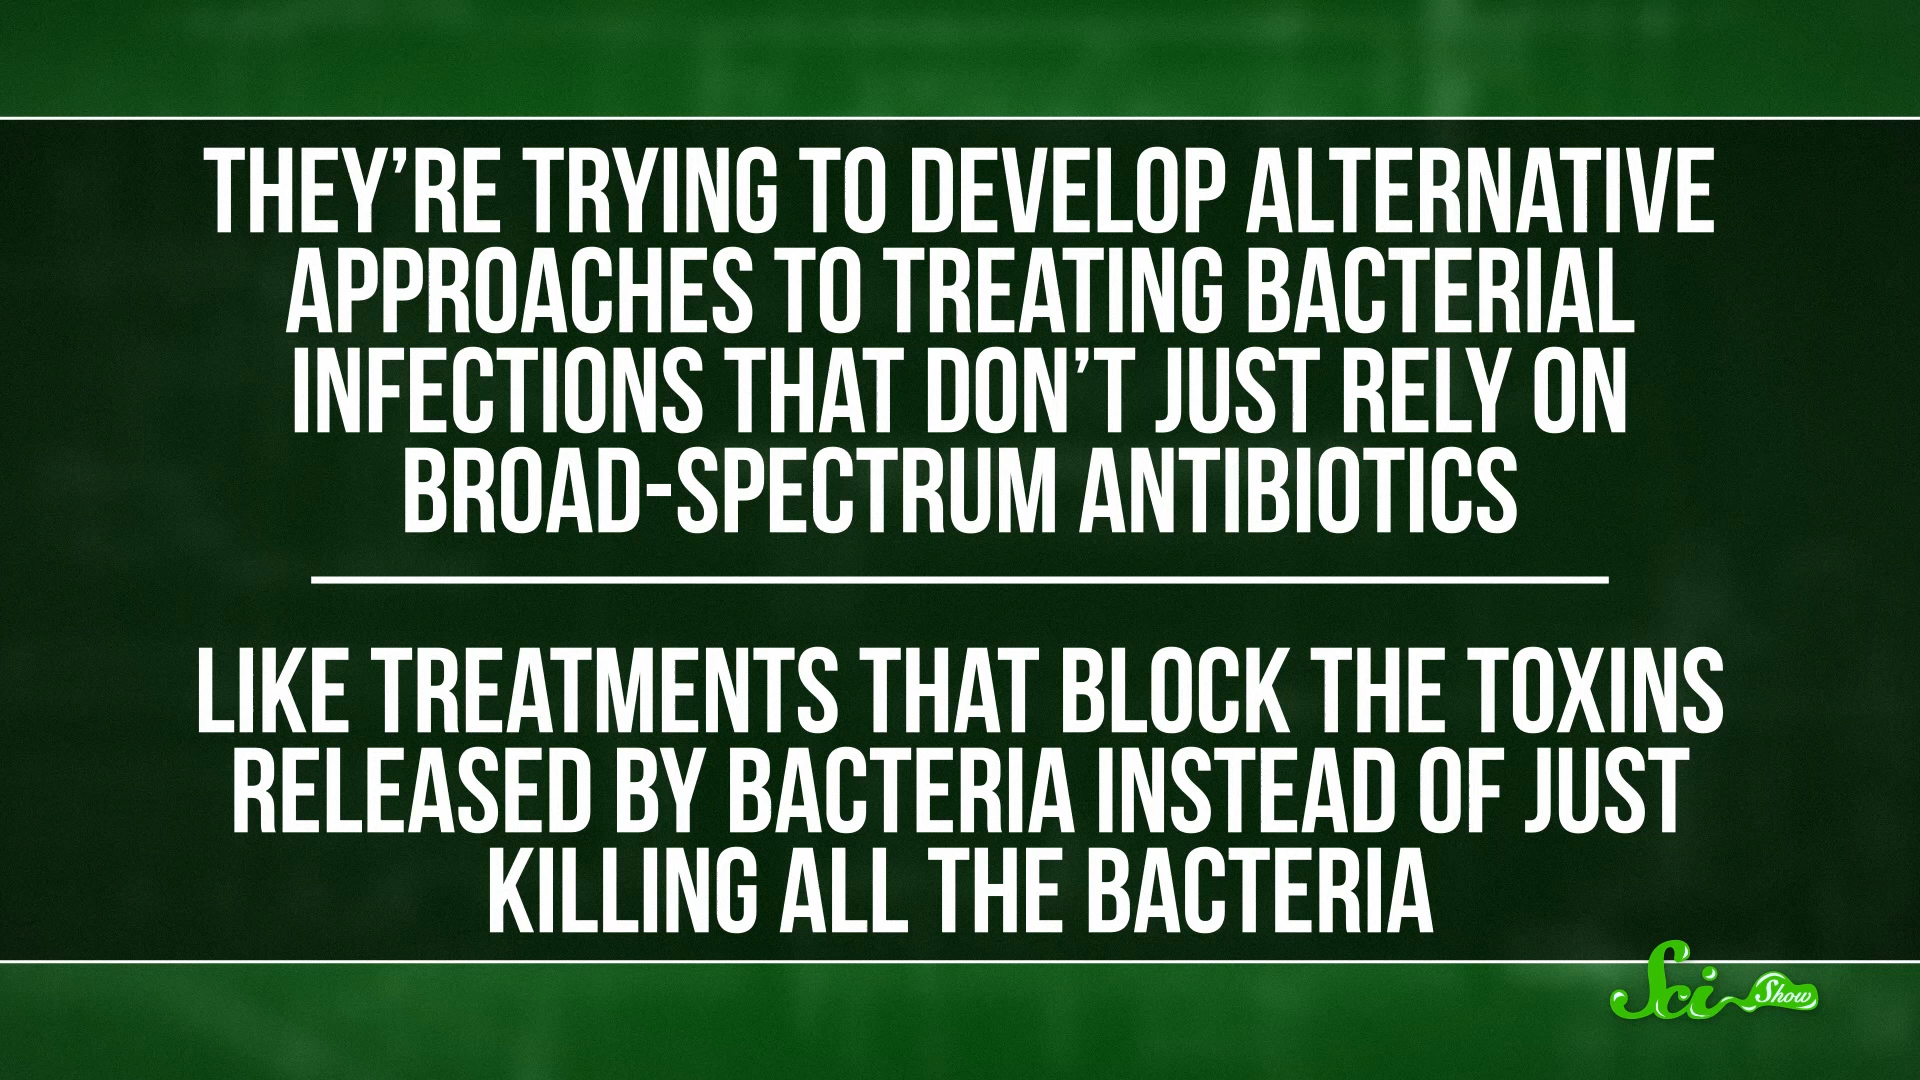 THEY’RE TRYING TO DEVELOP ALTERNATIVE
APPROACHES TO TREATING BACTERIAL
INFECTIONS THAT DON’T JUST RELY ON
BROAD-SPECTRUM ANTIBIOTICS
LIKE TREATMENTS THAT BLOCK THE TOXINS
RELEASED BY BACTERIA INSTEAD OF JUST
KILLING ALL THE BACTERIA
Sci Show